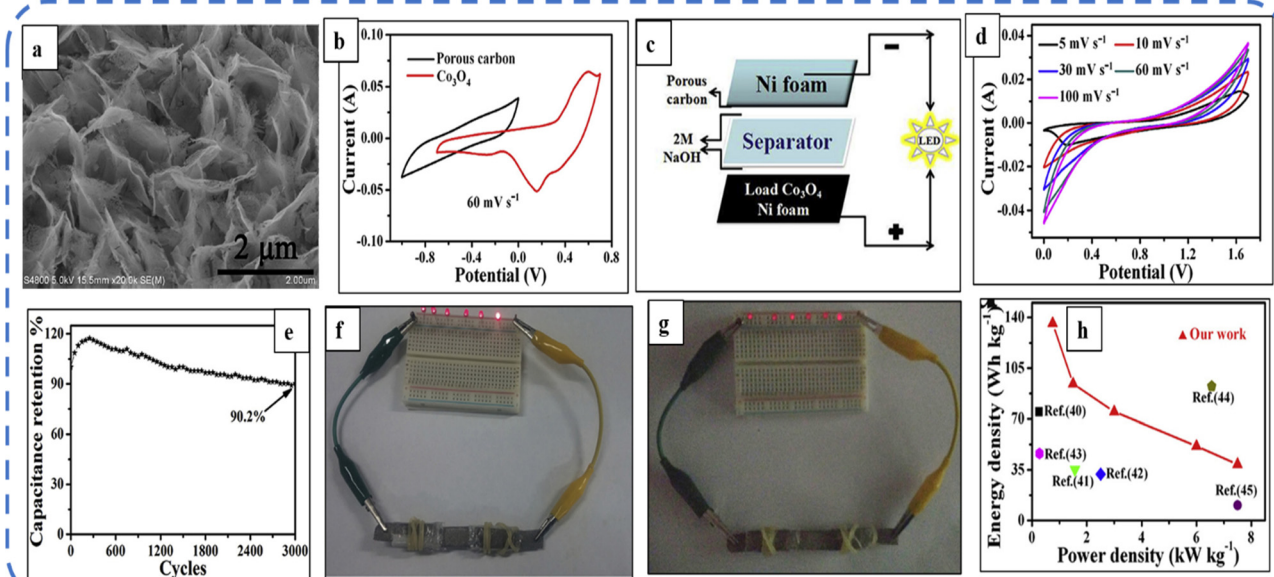 a
2 μm
S4800 5.0kV 15.5mm x20.0k SE(M)
2.00um
b
Current (A)
0.10
0.05
0.00
-0.05
-0.10
Porous carbon
Co₃O₄
60 mV s⁻¹
-0.8 -0.4 0.0 0.4 0.8
Potential (V)
c
Porous
carbon
Ni foam
2M
NaOH
Separator
Load Co₃O₄
Ni foam
LED
−
+
d
Current (A)
0.04
0.02
0.00
-0.02
-0.04
5 mV s⁻¹ 10 mV s⁻¹
30 mV s⁻¹ 60 mV s⁻¹
100 mV s⁻¹
0.0 0.4 0.8 1.2 1.6
Potential (V)
e
Capacitance retention %
120
90
60
30
0
90.2%
0 600 1200 1800 2400 3000
Cycles
f
g
h
Energy density (Wh kg⁻¹)
140
105
70
35
0
Our work
Ref.(44)
Ref.(40)
Ref.(43)
Ref.(41)
Ref.(42)
Ref.(45)
0 1 2 3 4 5 6 7 8
Power density (kW kg⁻¹)